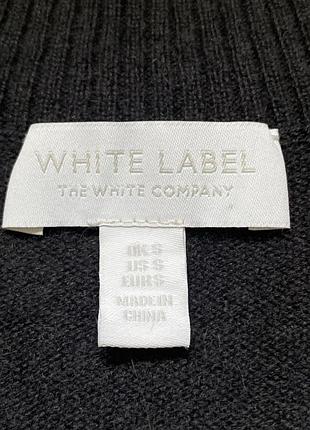 WHITE LABEL
THE WHITE COMPANY
UK S
US S
EUR S
MADE IN
CHINA